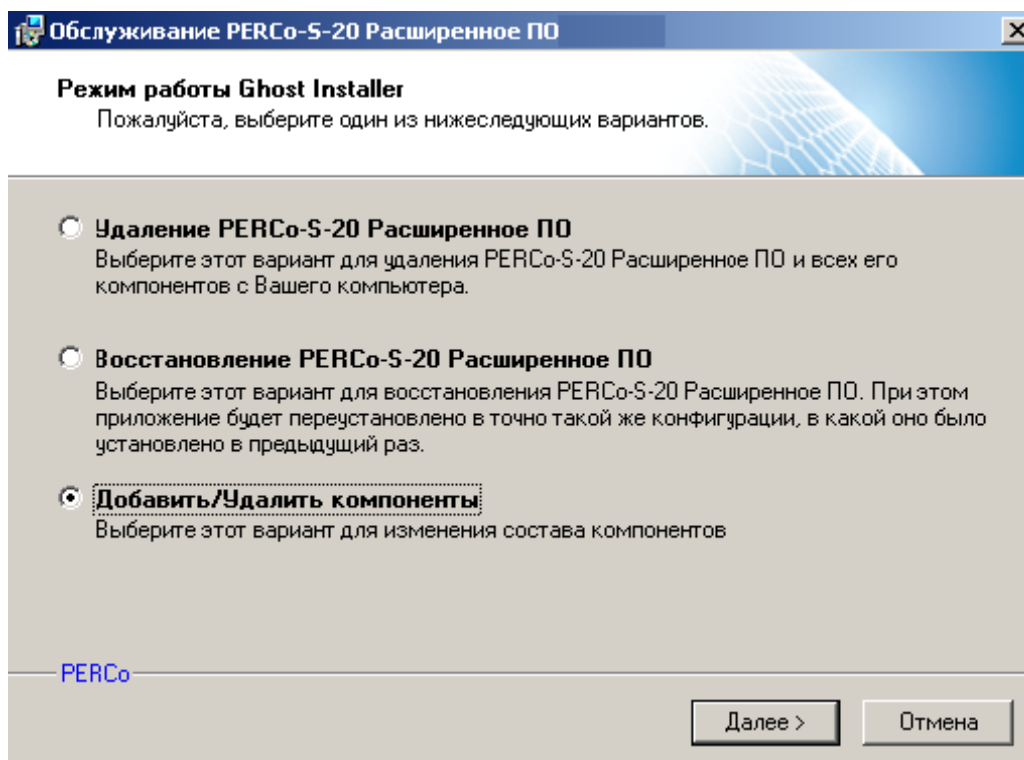 Обслуживание PERCo-S-20 Расширенное ПО
Режим работы Ghost Installer
Пожалуйста, выберите один из нижеследующих вариантов.
Удаление PERCo-S-20 Расширенное ПО
Выберите этот вариант для удаления PERCo-S-20 Расширенное ПО и всех его
компонентов с Вашего компьютера.
Восстановление PERCo-S-20 Расширенное ПО
Выберите этот вариант для восстановления PERCo-S-20 Расширенное ПО. При этом
приложение будет переустановлено в точно такой же конфигурации, в какой оно было
установлено в предыдущий раз.
Добавить/Удалить компоненты
Выберите этот вариант для изменения состава компонентов
PERCo
Далее >
Отмена